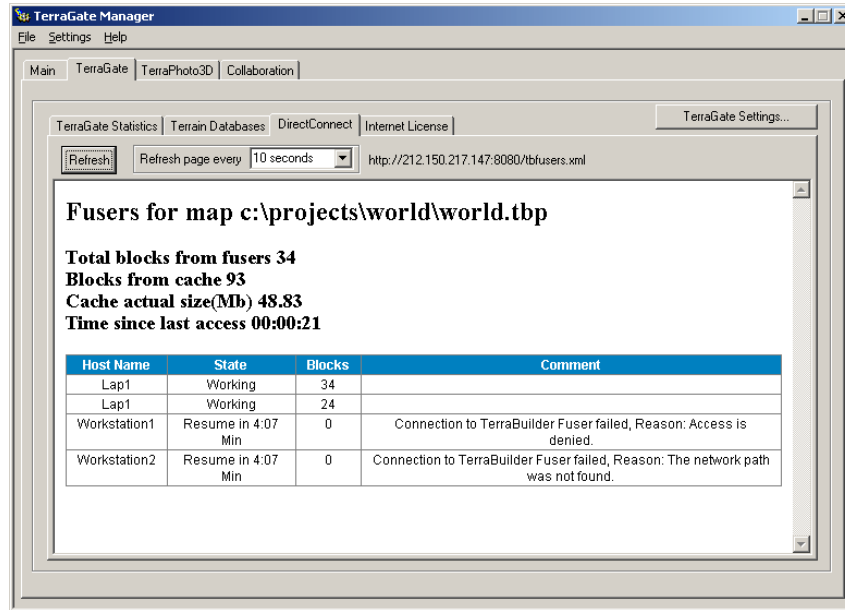 TerraGate Manager
File Settings Help
Main TerraGate TerraPhoto3D Collaboration
TerraGate Settings...
TerraGate Statistics Terrain Databases DirectConnect Internet License
Refresh Refresh page every 10 seconds http://212.150.217.147:8080/tbfusers.xml
Fusers for map c:\projects\world\world.tbp
Total blocks from fusers 34
Blocks from cache 93
Cache actual size(Mb) 48.83
Time since last access 00:00:21
Host Name State Blocks Comment
Lap1 Working 34
Lap1 Working 24
Workstation1 Resume in 4:07 0 Connection to TerraBuilder Fuser failed, Reason: Access is
Min denied.
Workstation2 Resume in 4:07 0 Connection to TerraBuilder Fuser failed, Reason: The network path
Min was not found.